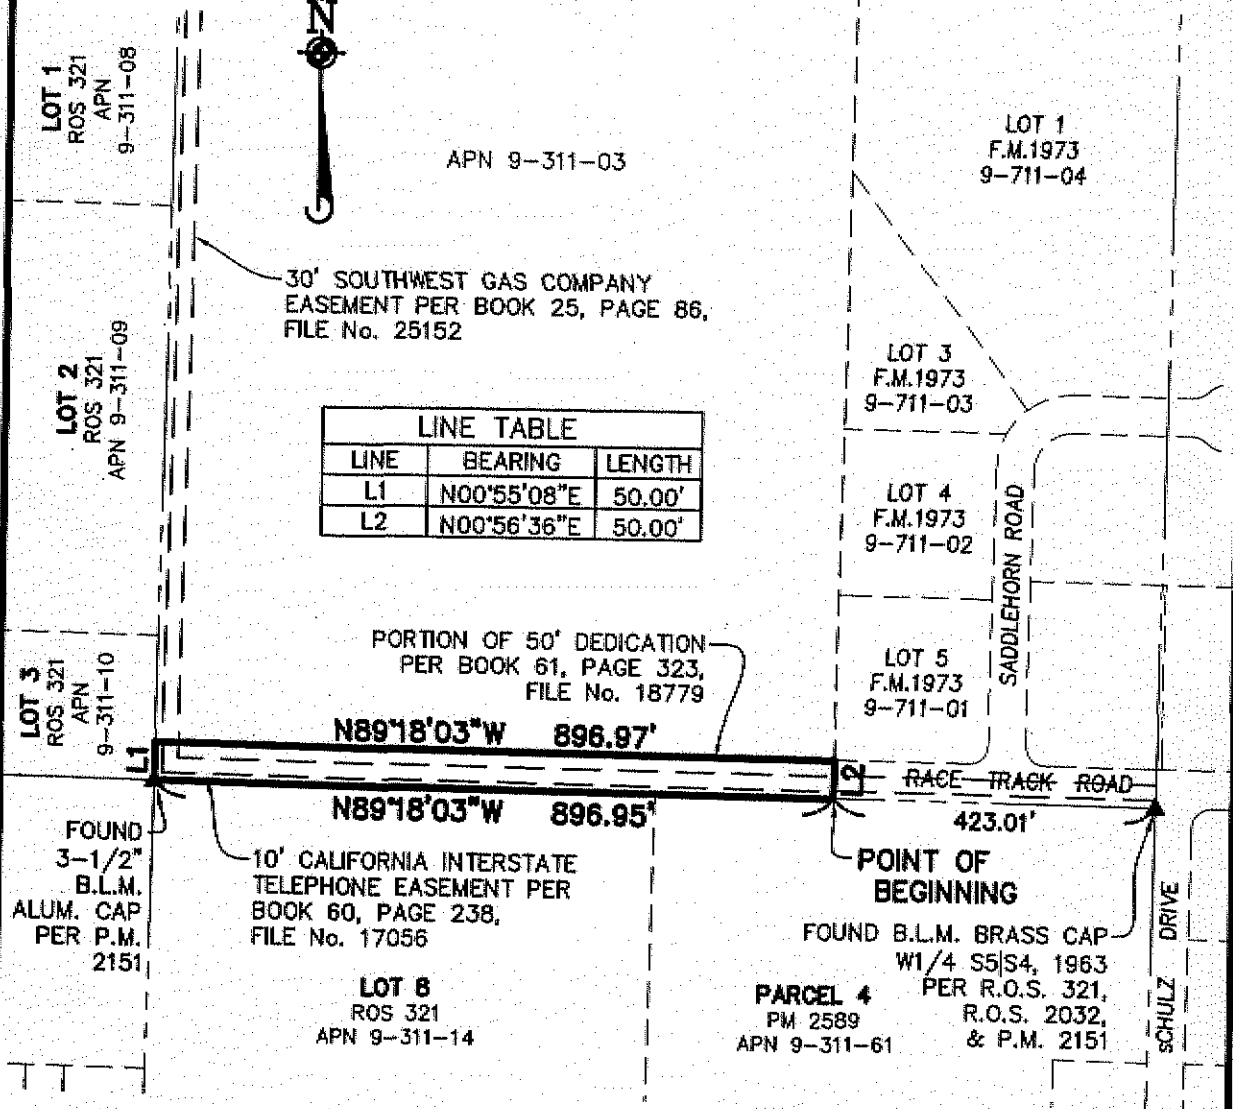 N
LOT 1
ROS 321
APN
9-311-08
APN 9-311-03
LOT 1
F.M.1973
9-711-04
30' SOUTHWEST GAS COMPANY
EASEMENT PER BOOK 25, PAGE 86,
FILE No. 25152
LOT 2
ROS 321
APN 9-311-09
LINE TABLE
LINE BEARING LENGTH
L1 N00°55'08"E 50.00'
L2 N00°56'36"E 50.00'
LOT 3
F.M.1973
9-711-03
LOT 4
F.M.1973
9-711-02
SADDLEHORN ROAD
LOT 5
F.M.1973
9-711-01
PORTION OF 50' DEDICATION
PER BOOK 61, PAGE 323,
FILE No. 18779
LOT 3
ROS 321
APN
9-311-10
L1
N89°18'03"W 896.97'
L2
RACE TRACK ROAD
N89°18'03"W 896.95'
423.01'
FOUND
3-1/2"
B.L.M.
ALUM. CAP
PER P.M.
2151
10' CALIFORNIA INTERSTATE
TELEPHONE EASEMENT PER
BOOK 60, PAGE 238,
FILE No. 17056
POINT OF
BEGINNING
FOUND B.L.M. BRASS CAP
W1/4 S5|S4, 1963
PER R.O.S. 321,
R.O.S. 2032,
& P.M. 2151
SCHULZ DRIVE
LOT 6
ROS 321
APN 9-311-14
PARCEL 4
PM 2589
APN 9-311-61